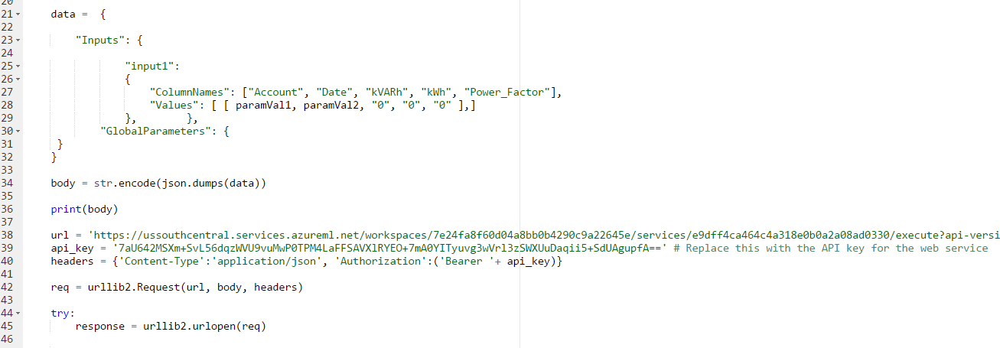 20
21 data = {
22
23 "Inputs": {
24
25 "input1":
26 {
27 "ColumnNames": ["Account", "Date", "kVARh", "kWh", "Power_Factor"],
28 "Values": [ [ paramVal1, paramVal2, "0", "0", "0" ],]
29 }, },
30 "GlobalParameters": {
31 }
32 }
33
34 body = str.encode(json.dumps(data))
35
36 print(body)
37
38 url = 'https://ussouthcentral.services.azureml.net/workspaces/7e24fa8f60d04a8bb0b4290c9a22645e/services/e9dff4ca464c4a318e0b0a2a08ad0330/execute?api-versi
39 api_key = '7aU642MSXm+SvL56dqzWVU9vuMwP0TPM4LaFFSAVXlRYEO+7mA0YITyuvg3wVrl3zSWXUuDaqii5+SdUAgupfA==' # Replace this with the API key for the web service
40 headers = {'Content-Type':'application/json', 'Authorization':('Bearer '+ api_key)}
41
42 req = urllib2.Request(url, body, headers)
43
44 try:
45 response = urllib2.urlopen(req)
46